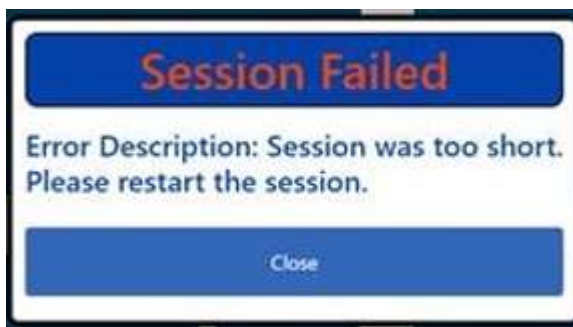 Session Failed
Error Description: Session was too short.
Please restart the session.
Close